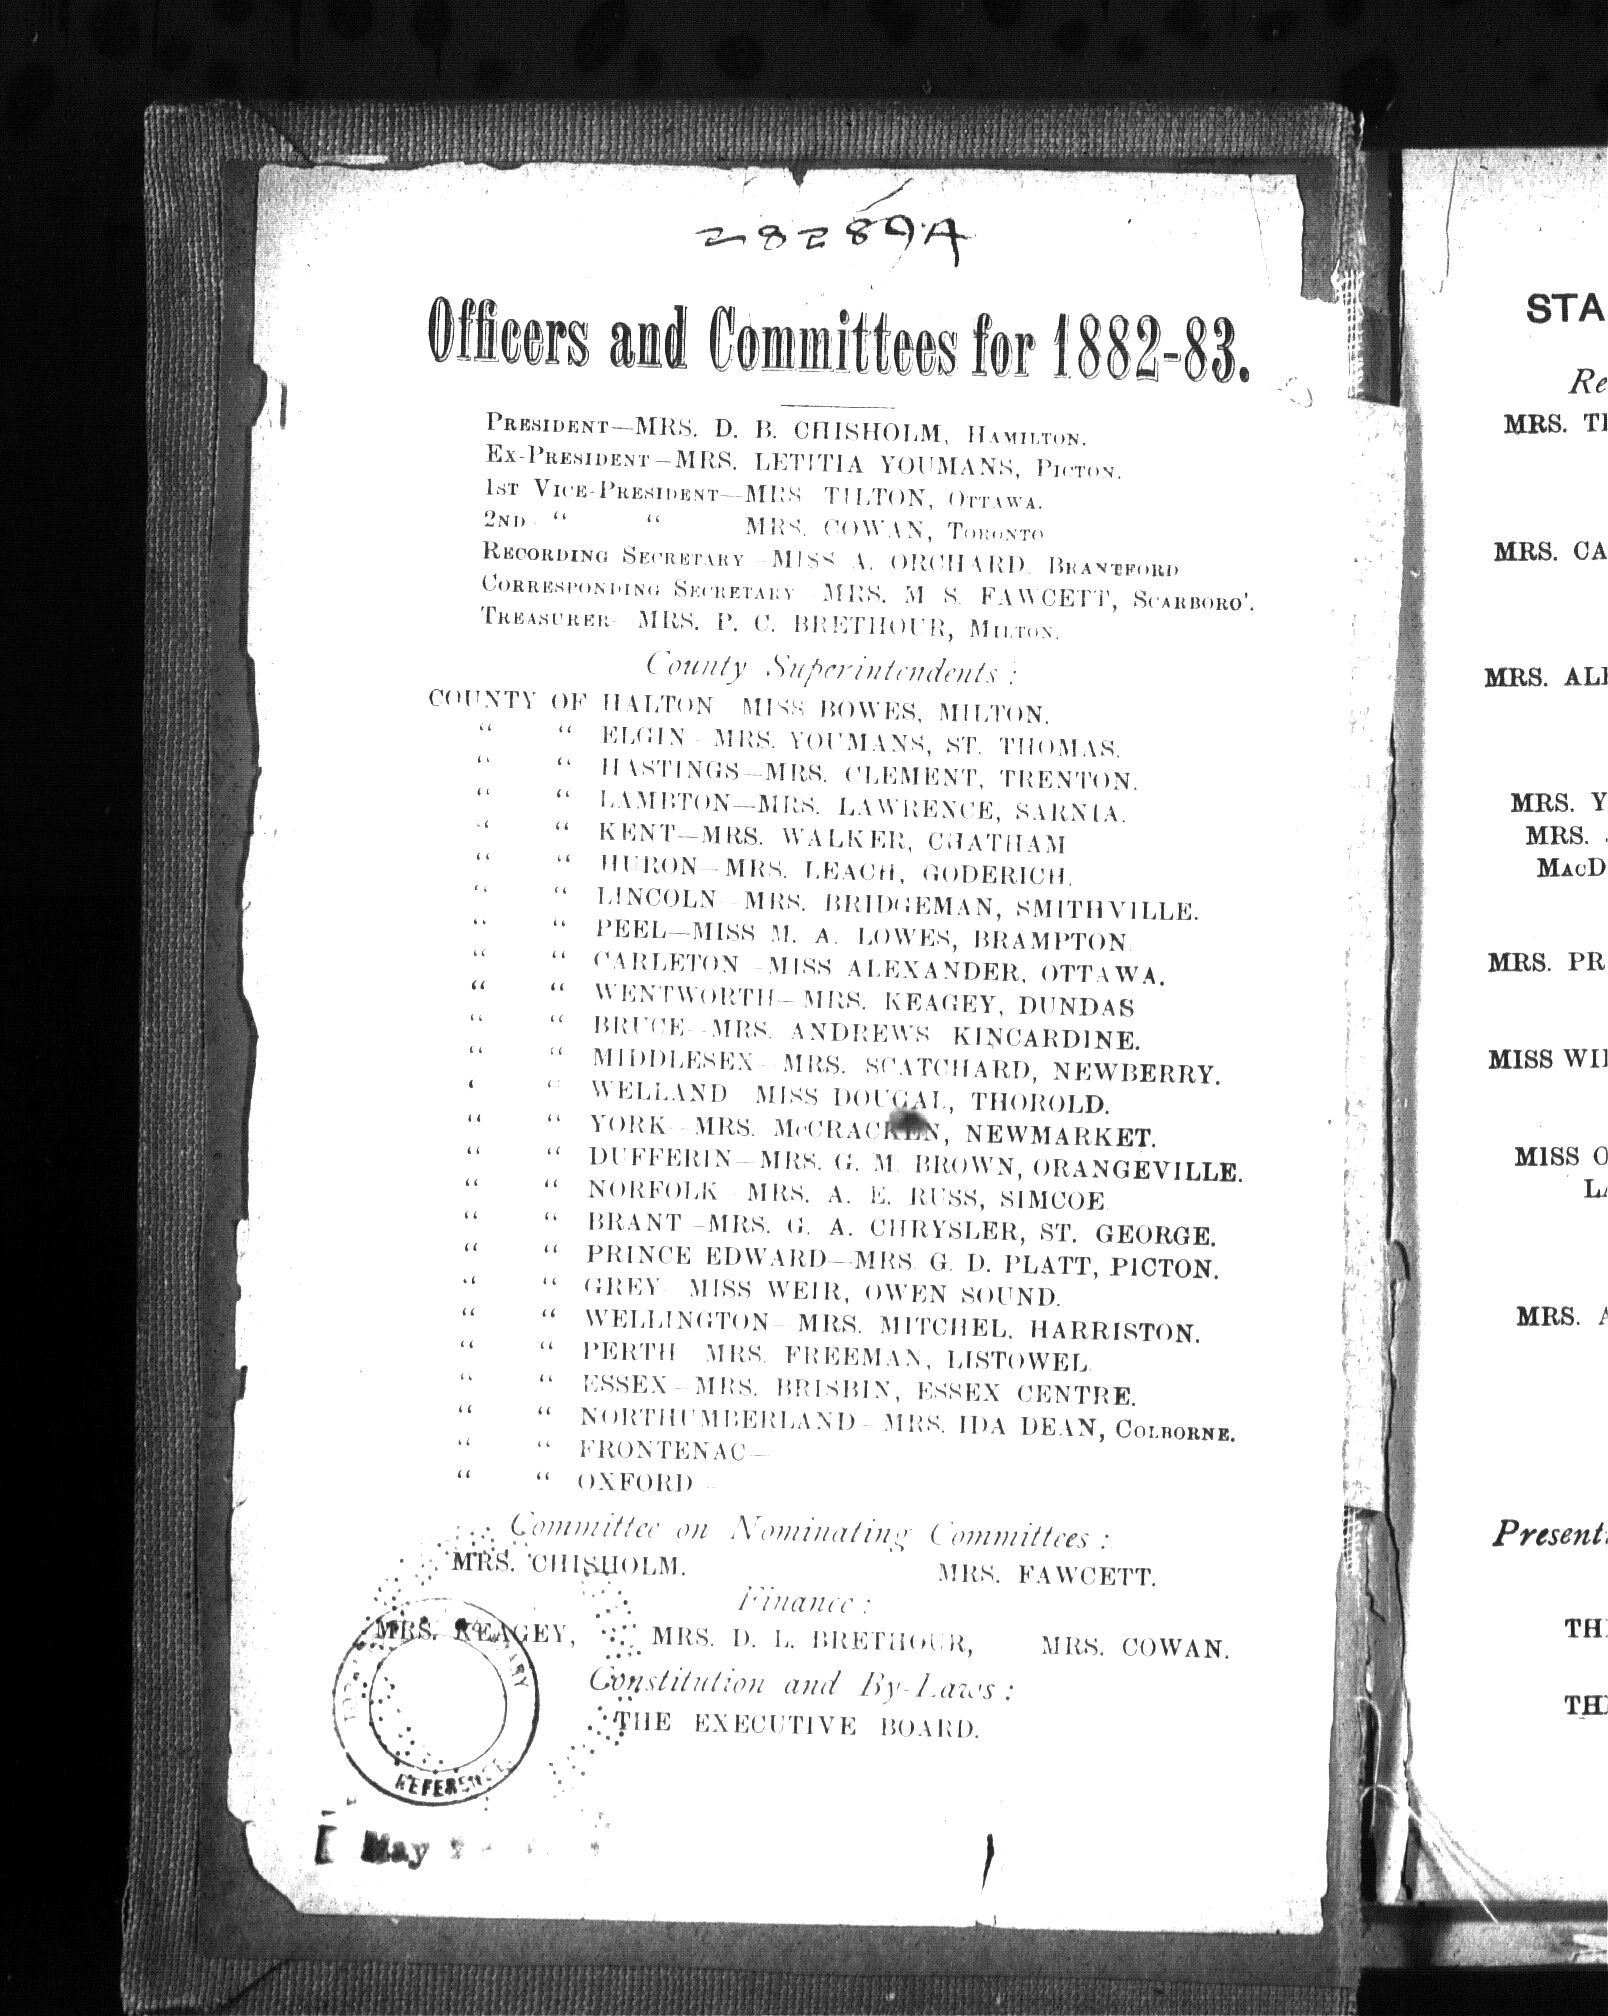 28289A
Officers and Committees for 1882-83.
PRESIDENT—MRS. D. B. CHISHOLM, HAMILTON.
EX-PRESIDENT—MRS. LETITIA YOUMANS, PICTON.
1ST VICE-PRESIDENT—MRS TILTON, OTTAWA.
2ND “ “ MRS. COWAN, TORONTO
RECORDING SECRETARY—MISS A. ORCHARD, BRANTFORD
CORRESPONDING SECRETARY—MRS. M S. FAWCETT, SCARBORO'.
TREASURER—MRS. P. C. BRETHOUR, MILTON.
County Superintendents:
COUNTY OF HALTON—MISS BOWES, MILTON.
“ “ ELGIN—MRS. YOUMANS, ST. THOMAS.
“ “ HASTINGS—MRS. CLEMENT, TRENTON.
“ “ LAMBTON—MRS. LAWRENCE, SARNIA.
“ “ KENT—MRS. WALKER, CHATHAM
“ “ HURON—MRS. LEACH, GODERICH.
“ “ LINCOLN—MRS. BRIDGEMAN, SMITHVILLE.
“ “ PEEL—MISS M. A. LOWES, BRAMPTON.
“ “ CARLETON—MISS ALEXANDER, OTTAWA.
“ “ WENTWORTH—MRS. KEAGEY, DUNDAS
“ “ BRUCE—MRS. ANDREWS KINCARDINE.
“ “ MIDDLESEX—MRS. SCATCHARD, NEWBERRY.
‘ “ WELLAND—MISS DOUGAL, THOROLD.
“ “ YORK—MRS. McCRACKEN, NEWMARKET.
“ “ DUFFERIN—MRS. G. M. BROWN, ORANGEVILLE.
“ “ NORFOLK—MRS. A. E. RUSS, SIMCOE
“ “ BRANT—MRS. G. A. CHRYSLER, ST. GEORGE.
“ “ PRINCE EDWARD—MRS. G. D. PLATT, PICTON.
“ “ GREY—MISS WEIR, OWEN SOUND.
“ “ WELLINGTON—MRS. MITCHEL, HARRISTON.
“ “ PERTH—MRS. FREEMAN, LISTOWEL.
“ “ ESSEX—MRS. BRISBIN, ESSEX CENTRE.
“ “ NORTHUMBERLAND—MRS. IDA DEAN, COLBORNE.
“ “ FRONTENAC—
“ “ OXFORD—
Committee on Nominating Committees:
MRS. CHISHOLM. MRS. FAWCETT.
Finance:
MRS. KEAGEY, MRS. D. L. BRETHOUR, MRS. COWAN.
Constitution and By-Laws:
THE EXECUTIVE BOARD.
REFERENCE
May
STA
Re
MRS. TI
MRS. CA
MRS. ALI
MRS. Y
MRS.
MACD
MRS. PR
MISS WII
MISS O
LA
MRS. A
Present
TH
TH